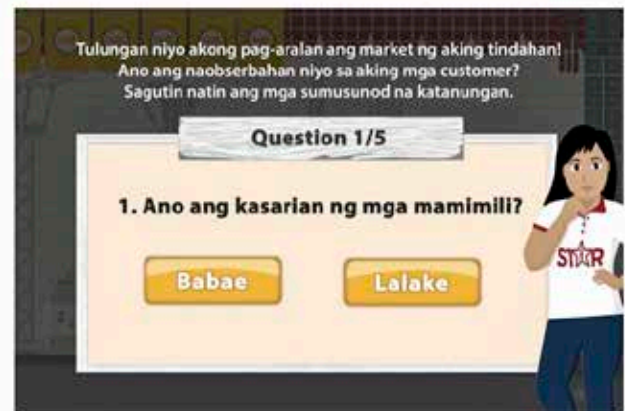 Tulungan niyo akong pag-aralan ang market ng aking tindahan!
Ano ang naobserbahan niyo sa aking mga customer?
Sagutin natin ang mga sumusunod na katanungan.
Question 1/5
1. Ano ang kasarian ng mga mamimili?
Babae
Lalake
STAR